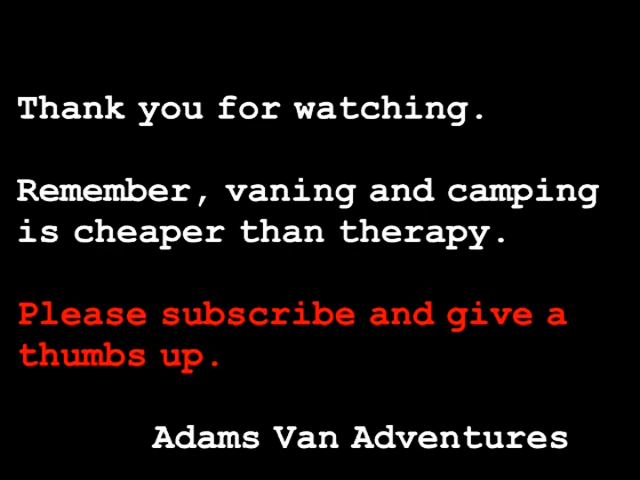 Thank you for watching.
Remember, vaning and camping
is cheaper than therapy.
Please subscribe and give a
thumbs up.
Adams Van Adventures